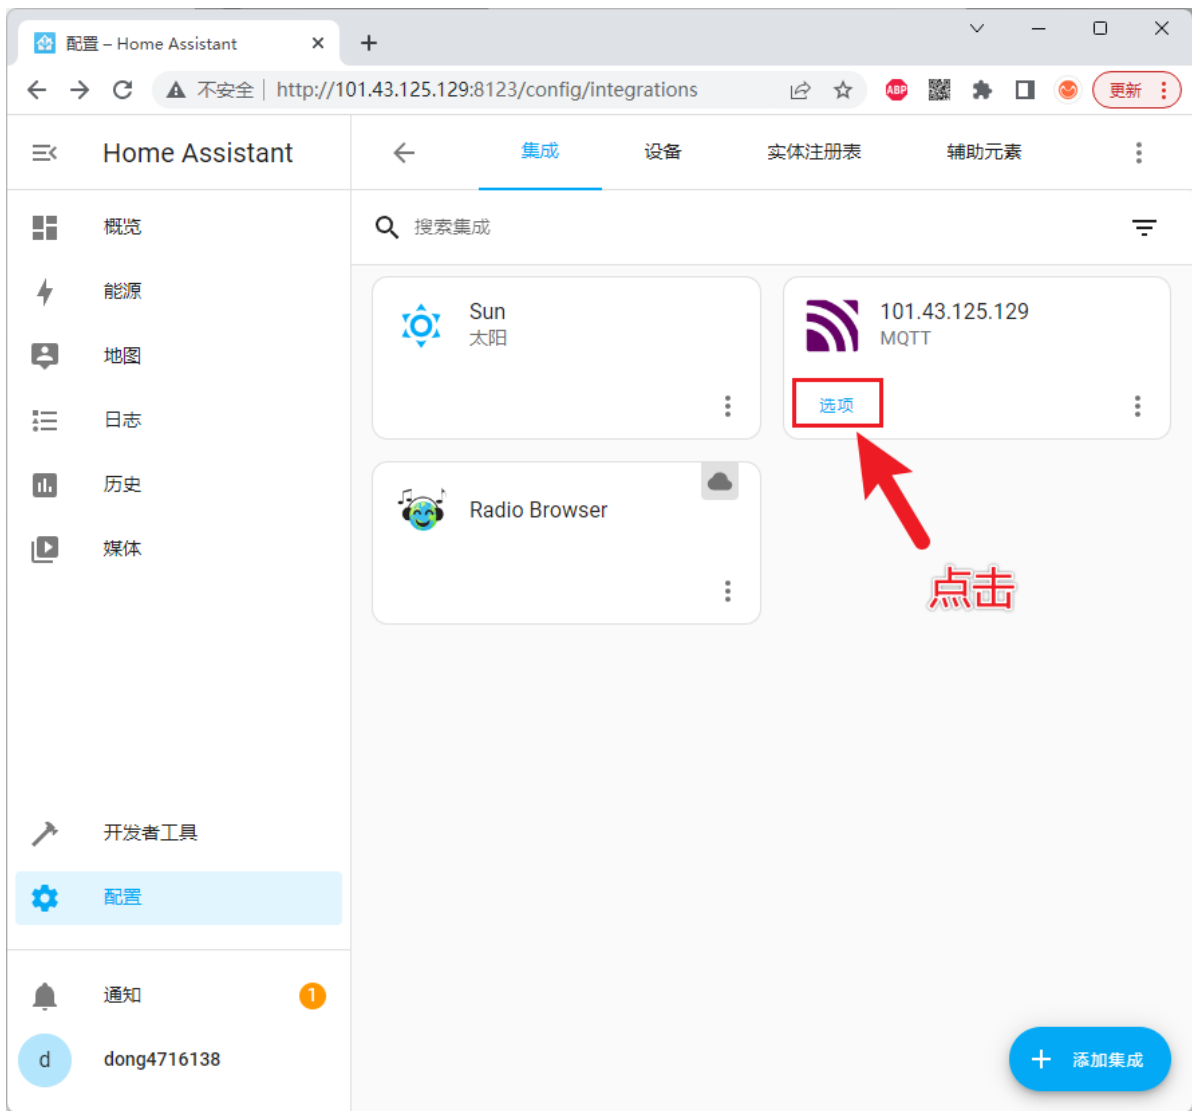 配置 – Home Assistant
不安全 http://101.43.125.129:8123/config/integrations
ABP
更新
Home Assistant
集成
设备
实体注册表
辅助元素
概览
能源
地图
日志
历史
媒体
开发者工具
配置
通知
1
d
dong4716138
搜索集成
Sun
太阳
101.43.125.129
MQTT
选项
Radio Browser
点击
添加集成